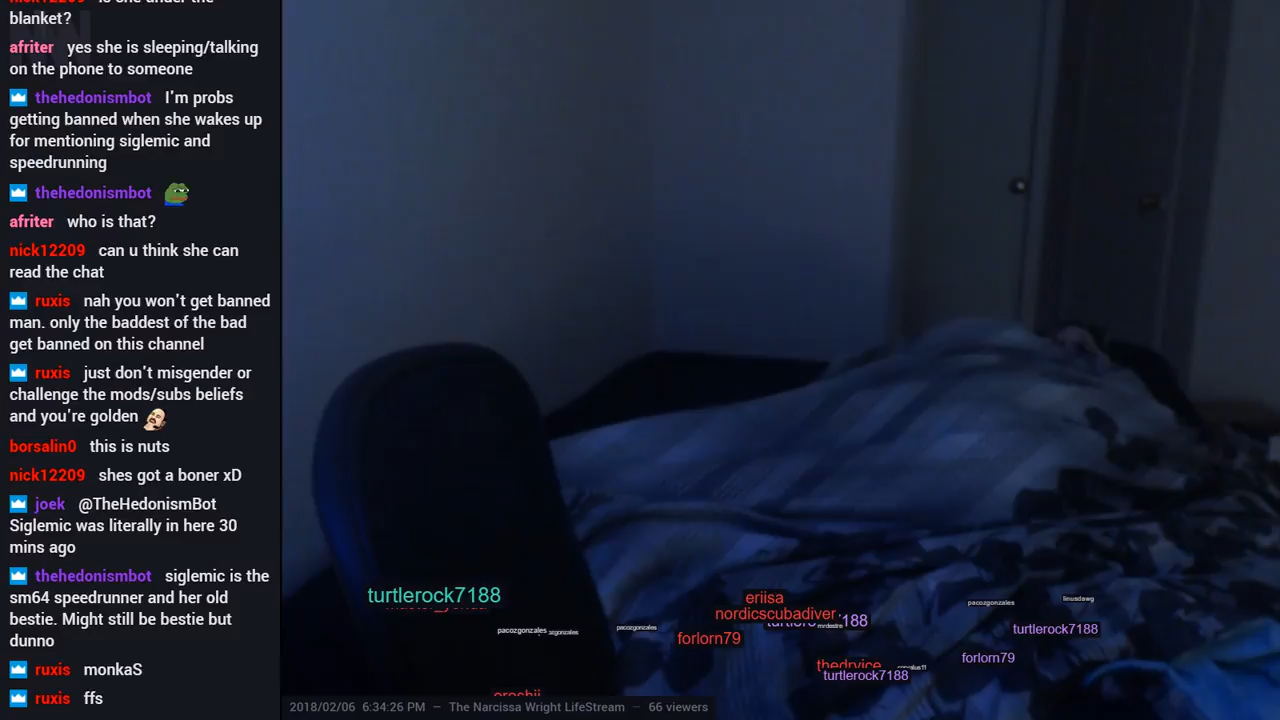 blanket?
afriter yes she is sleeping/talking
on the phone to someone
thehedonismbot I'm probs
getting banned when she wakes up
for mentioning siglemic and
speedrunning
thehedonismbot
afriter who is that?
nick12209 can u think she can
read the chat
ruxis nah you won't get banned
man. only the baddest of the bad
get banned on this channel
ruxis just don't misgender or
challenge the mods/subs beliefs
and you're golden
borsalin0 this is nuts
nick12209 shes got a boner xD
joek @TheHedonismBot
Siglemic was literally in here 30
mins ago
thehedonismbot siglemic is the
sm64 speedrunner and her old
bestie. Might still be bestie but
dunno
ruxis monkaS
ruxis ffs
turtlerock7188
eriisa
nordicscubadiver
188
pacozgonzales
linusdawg
pacozgonzales
pacozgonzales
forlorn79
turtlerock7188
forlorn79
thedrvice
turtlerock7188
2018/02/06 6:34:26 PM – The Narcissa Wright LifeStream – 66 viewers